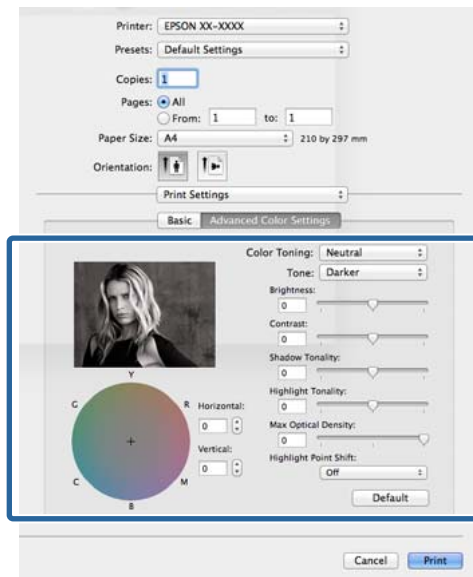 Printer: EPSON XX-XXXX
Presets: Default Settings
Copies: 1
Pages: All
From: 1 to: 1
Paper Size: A4 210 by 297 mm
Orientation:
Print Settings
Basic Advanced Color Settings
Color Toning: Neutral
Tone: Darker
Brightness:
0
Contrast:
0
Shadow Tonality:
0
Highlight Tonality:
0
Max Optical Density:
0
Highlight Point Shift:
Off
Default
Y
G R
C M
B
Horizontal:
0
Vertical:
0
Cancel Print